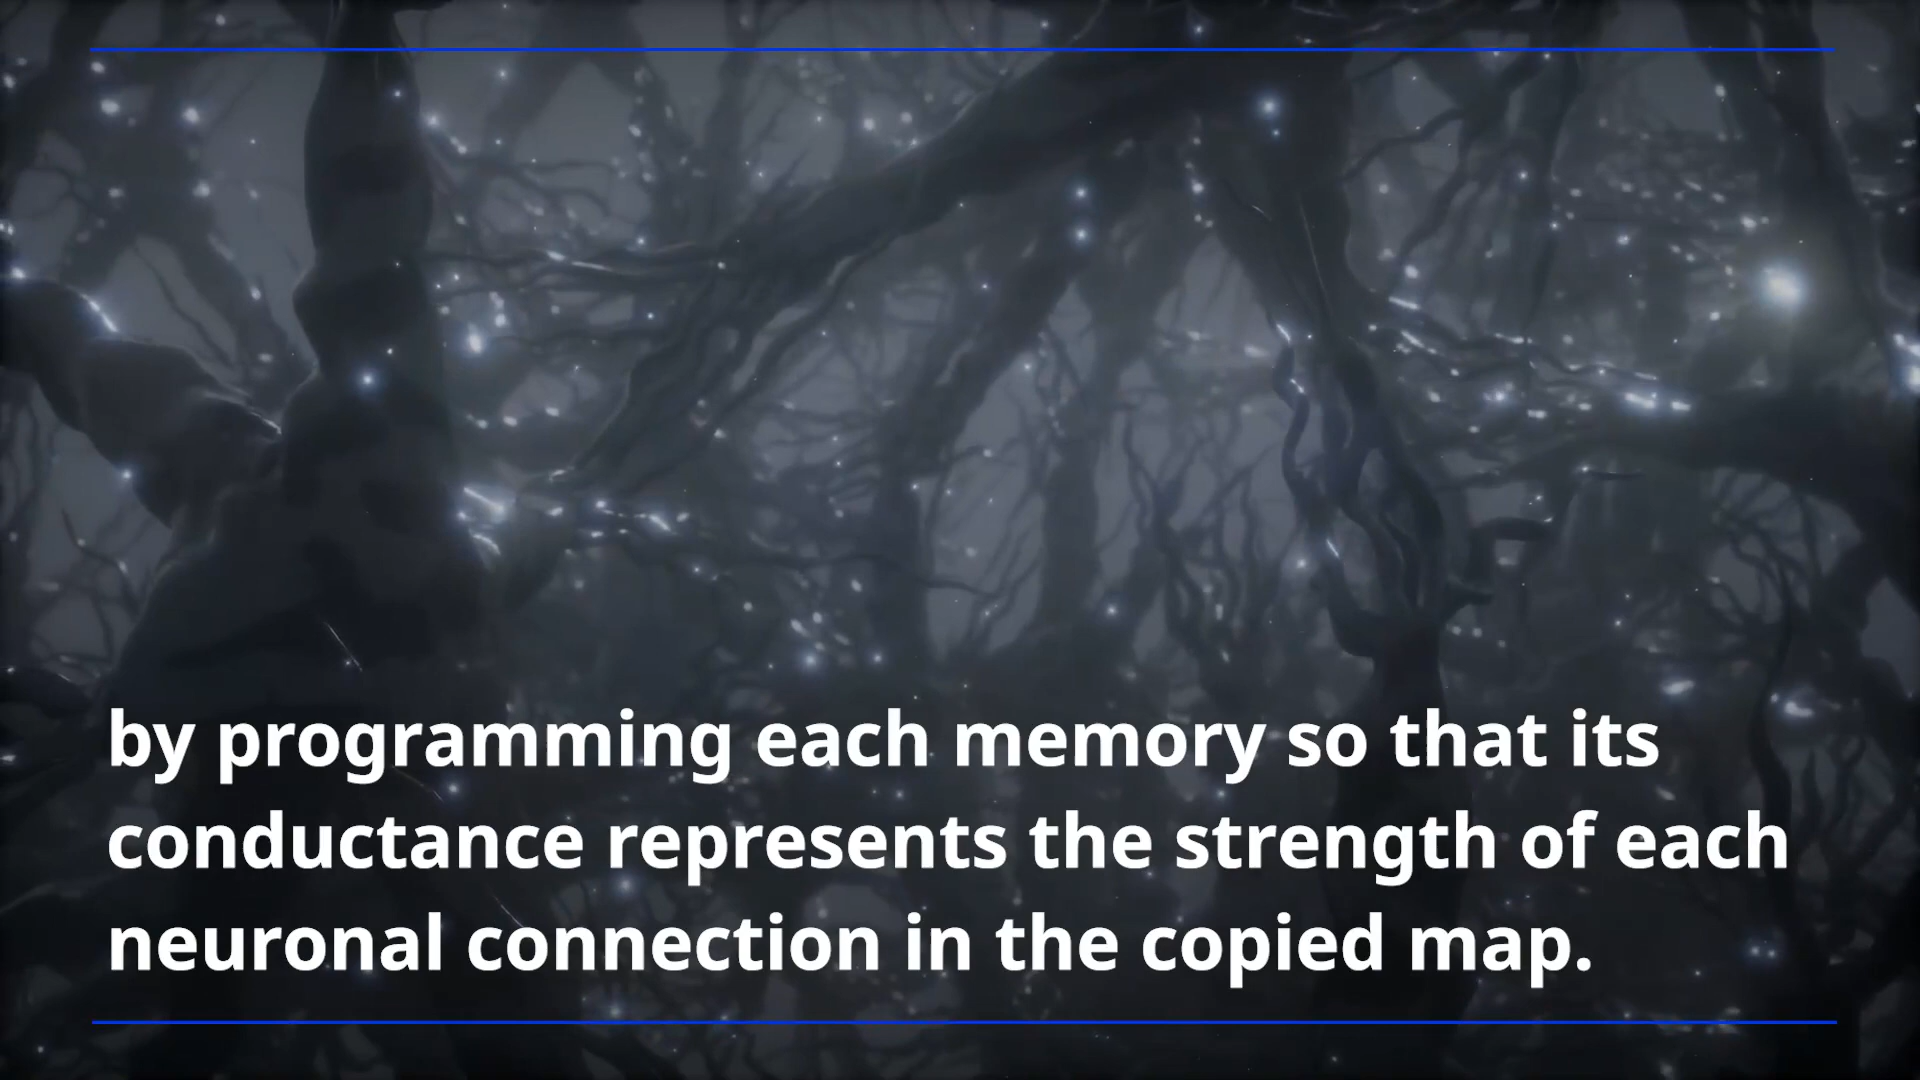 by programming each memory so that its
conductance represents the strength of each
neuronal connection in the copied map.